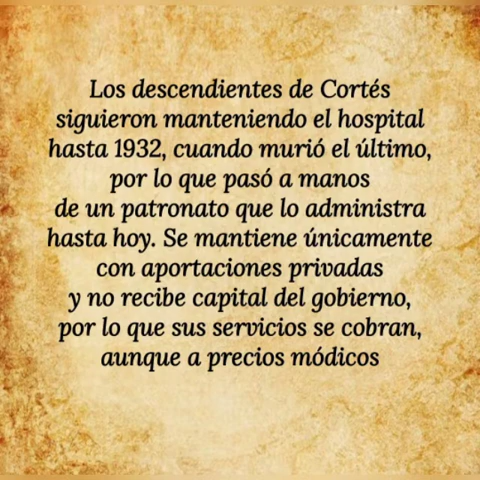 Los descendientes de Cortés
siguieron manteniendo el hospital
hasta 1932, cuando murió el último,
por lo que pasó a manos
de un patronato que lo administra
hasta hoy. Se mantiene únicamente
con aportaciones privadas
y no recibe capital del gobierno,
por lo que sus servicios se cobran,
aunque a precios módicos